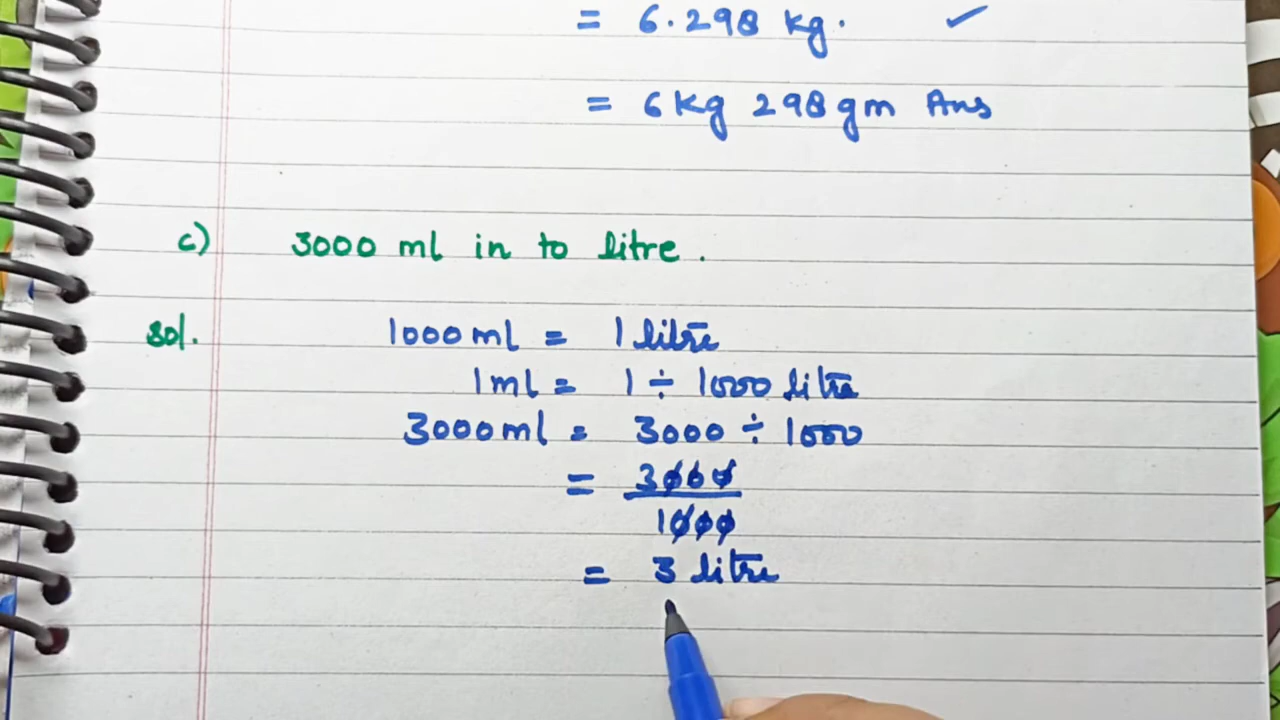 = 6.298 kg. ✓
= 6 kg 298 gm Ans
c) 3000 ml in to litre.
sol. 1000 ml = 1 litre
1 ml = 1 ÷ 1000 litre
3000 ml = 3000 ÷ 1000
= 3000
1000
= 3 litre